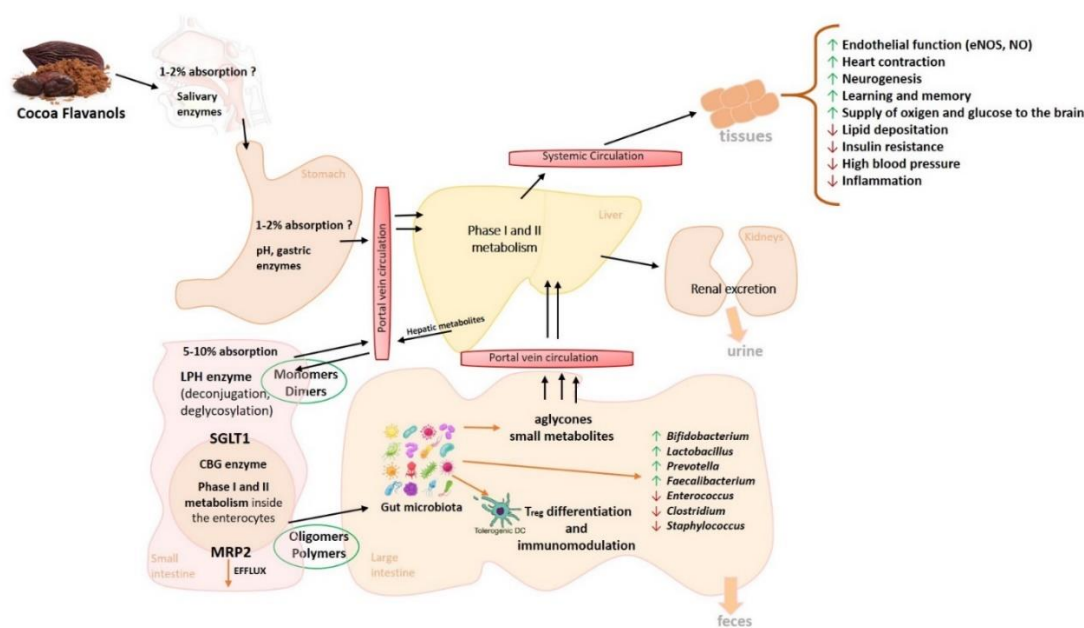 Cocoa Flavanols
1-2% absorption ?
Salivary
enzymes
Stomach
1-2% absorption ?
pH, gastric
enzymes
Portal vein circulation
Phase I and II
metabolism
Liver
Hepatic metabolites
Systemic Circulation
tissues
↑ Endothelial function (eNOS, NO)
↑ Heart contraction
↑ Neurogenesis
↑ Learning and memory
↑ Supply of oxigen and glucose to the brain
↓ Lipid depositation
↓ Insulin resistance
↓ High blood pressure
↓ Inflammation
Kidneys
Renal excretion
urine
5-10% absorption
LPH enzyme
(deconjugation,
deglycosylation)
Monomers
Dimers
SGLT1
CBG enzyme
Phase I and II
metabolism inside
the enterocytes
MRP2
EFFLUX
Small
intestine
Oligomers
Polymers
Portal vein circulation
aglycones
small metabolites
Gut microbiota
Tolerogenic DC
Treg differentiation
and
immunomodulation
↑ Bifidobacterium
↑ Lactobacillus
↑ Prevotella
↑ Faecalibacterium
↓ Enterococcus
↓ Clostridium
↓ Staphylococcus
Large
intestine
feces